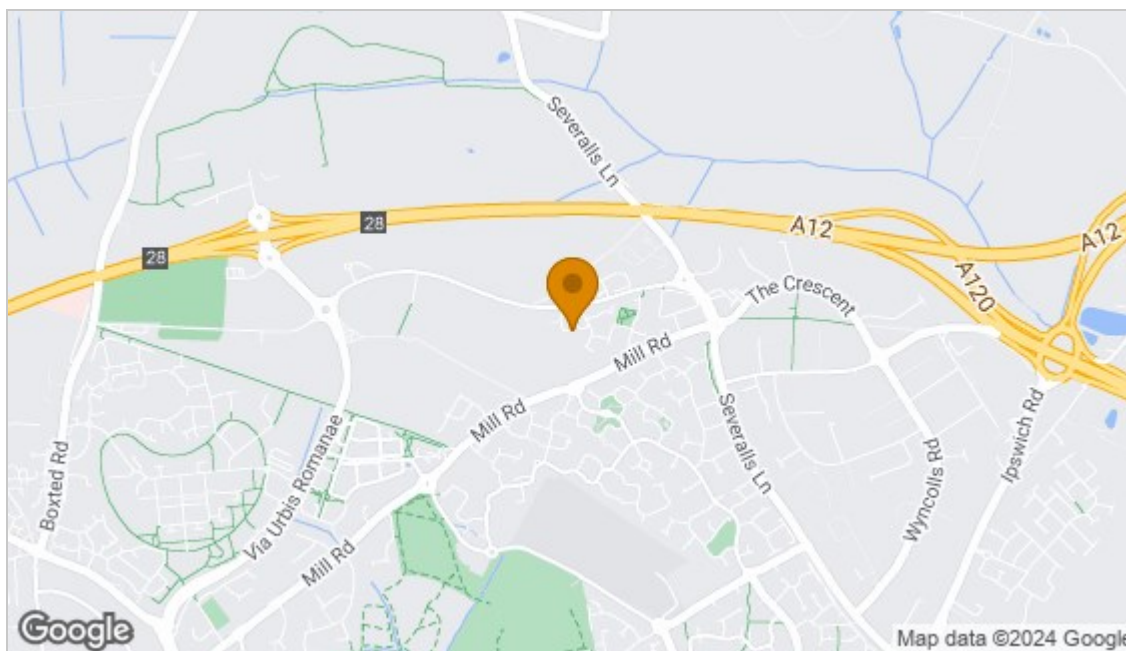 Severalls Ln
28
A12
28
A12
A120
The Crescent
Mill Rd
Mill Rd
Severalls Ln
Ipswich Rd
Boxted Rd
Via Urbis Romanae
Wyncolls Rd
Mill Rd
Google
Map data ©2024 Google